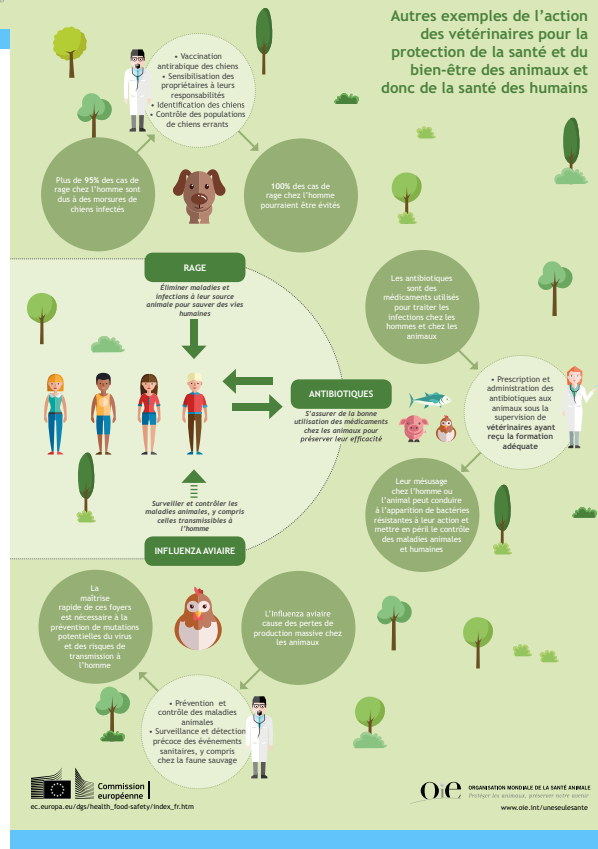 Autres exemples de l’action
des vétérinaires pour la
protection de la santé et du
bien-être des animaux et
donc de la santé des humains
• Vaccination
antirabique des chiens
• Sensibilisation des
propriétaires à leurs
responsabilités
• Identification des chiens
• Contrôle des populations
de chiens errants
Plus de 95% des cas de
rage chez l’homme sont
dus à des morsures de
chiens infectés
100% des cas de
rage chez l’homme
pourraient être évités
RAGE
Éliminer maladies et
infections à leur source
animale pour sauver des vies
humaines
Les antibiotiques
sont des
médicaments utilisés
pour traiter les
infections chez les
hommes et chez les
animaux
• Prescription et
administration des
antibiotiques aux
animaux sous la
supervision de
vétérinaires ayant
reçu la formation
adéquate
ANTIBIOTIQUES
S’assurer de la bonne
utilisation des médicaments
chez les animaux pour
préserver leur efficacité
Leur mésusage
chez l’homme ou
l’animal peut conduire
à l’apparition de bactéries
résistantes à leur action et
mettre en péril le contrôle
des maladies animales
et humaines
Surveiller et contrôler les
maladies animales, y compris
celles transmissibles à
l’homme
INFLUENZA AVIAIRE
La
maîtrise
rapide de ces foyers
est nécessaire à la
prévention de mutations
potentielles du virus
et des risques de
transmission à
l’homme
L’Influenza aviaire
cause des pertes de
production massive chez
les animaux
• Prévention et
contrôle des maladies
animales
• Surveillance et détection
précoce des événements
sanitaires, y compris
chez la faune sauvage
Commission
européenne
ec.europa.eu/dgs/health_food-safety/index_fr.htm
Oie
ORGANISATION MONDIALE DE LA SANTÉ ANIMALE
Protéger les animaux, préserver notre avenir
www.oie.int/uneseulesante